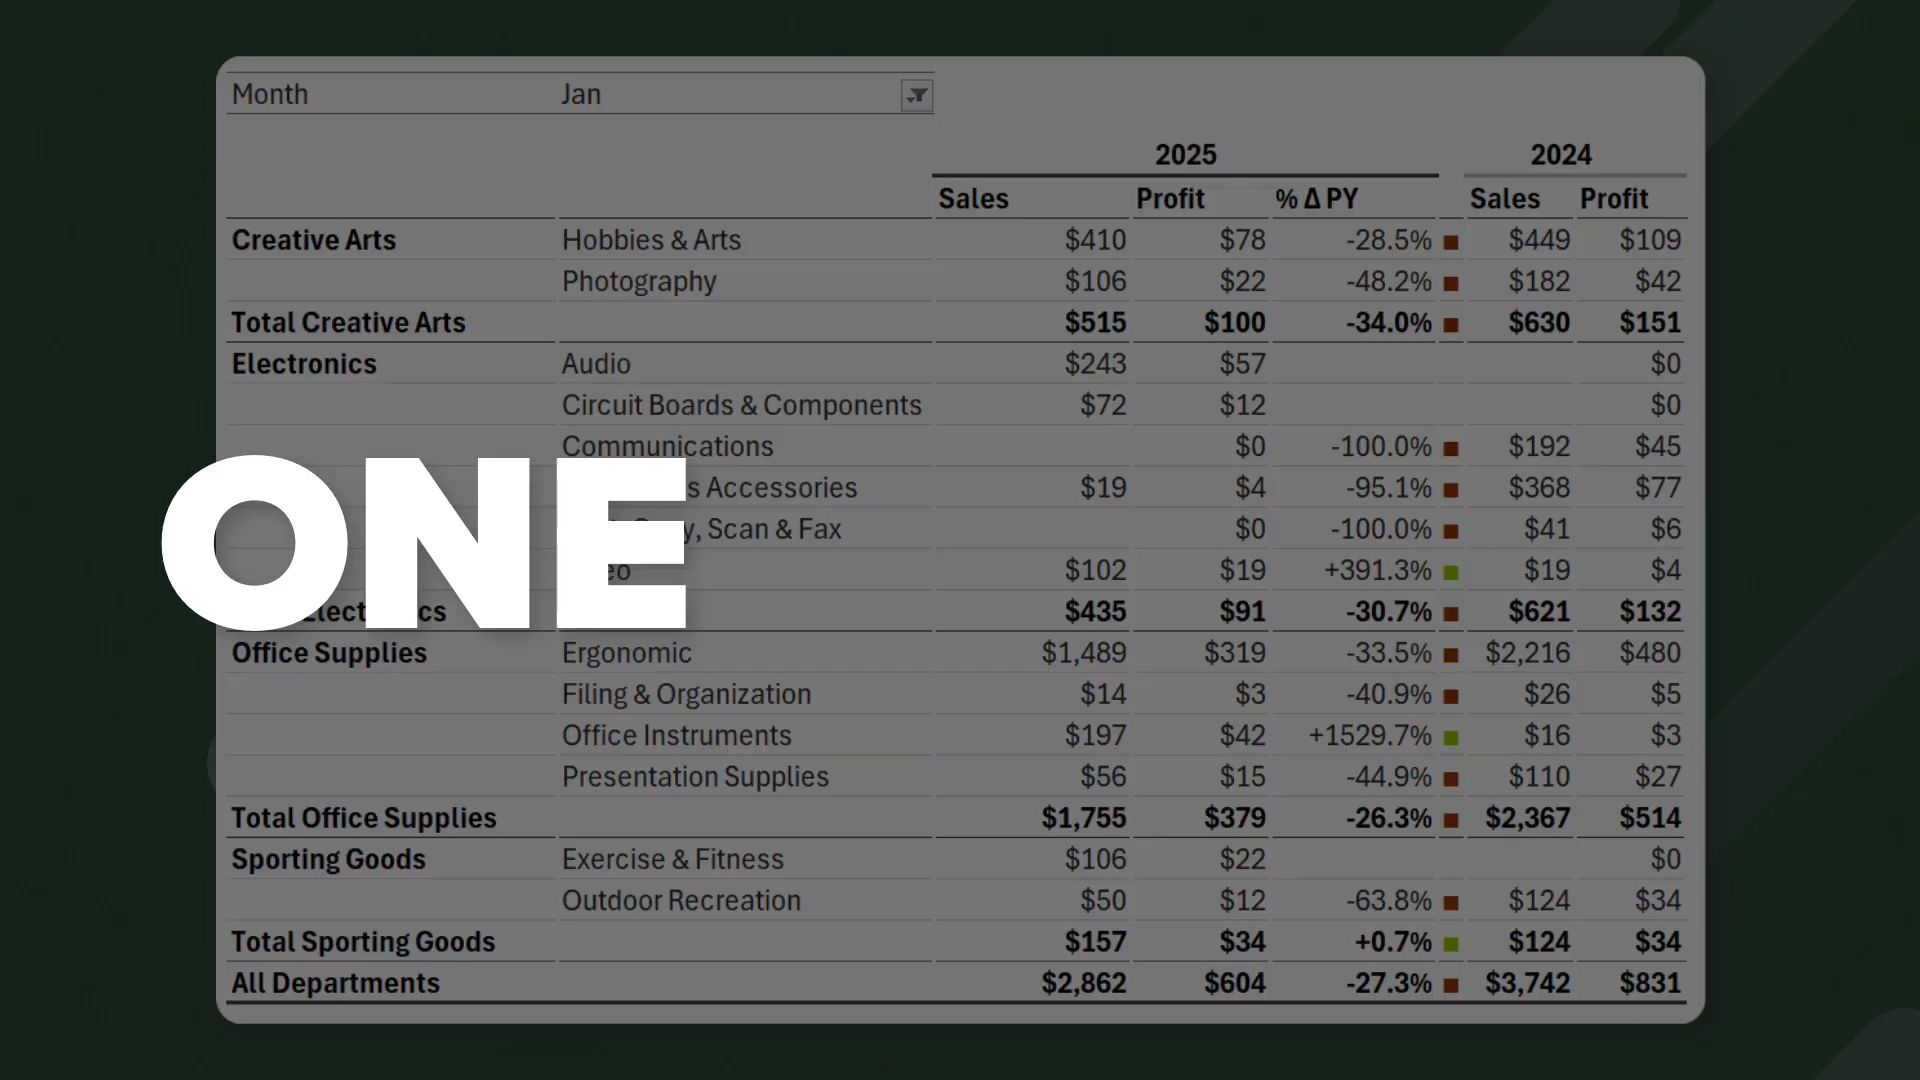 Month Jan
2025 2024
Sales Profit % Δ PY Sales Profit
Creative Arts Hobbies & Arts $410 $78 -28.5% $449 $109
Photography $106 $22 -48.2% $182 $42
Total Creative Arts $515 $100 -34.0% $630 $151
Electronics Audio $243 $57 $0
Circuit Boards & Components $72 $12 $0
Communications $0 -100.0% $192 $45
Accessories $19 $4 -95.1% $368 $77
Scan & Fax $0 -100.0% $41 $6
$102 $19 +391.3% $19 $4
ONE
$435 $91 -30.7% $621 $132
Office Supplies Ergonomic $1,489 $319 -33.5% $2,216 $480
Filing & Organization $14 $3 -40.9% $26 $5
Office Instruments $197 $42 +1529.7% $16 $3
Presentation Supplies $56 $15 -44.9% $110 $27
Total Office Supplies $1,755 $379 -26.3% $2,367 $514
Sporting Goods Exercise & Fitness $106 $22 $0
Outdoor Recreation $50 $12 -63.8% $124 $34
Total Sporting Goods $157 $34 +0.7% $124 $34
All Departments $2,862 $604 -27.3% $3,742 $831